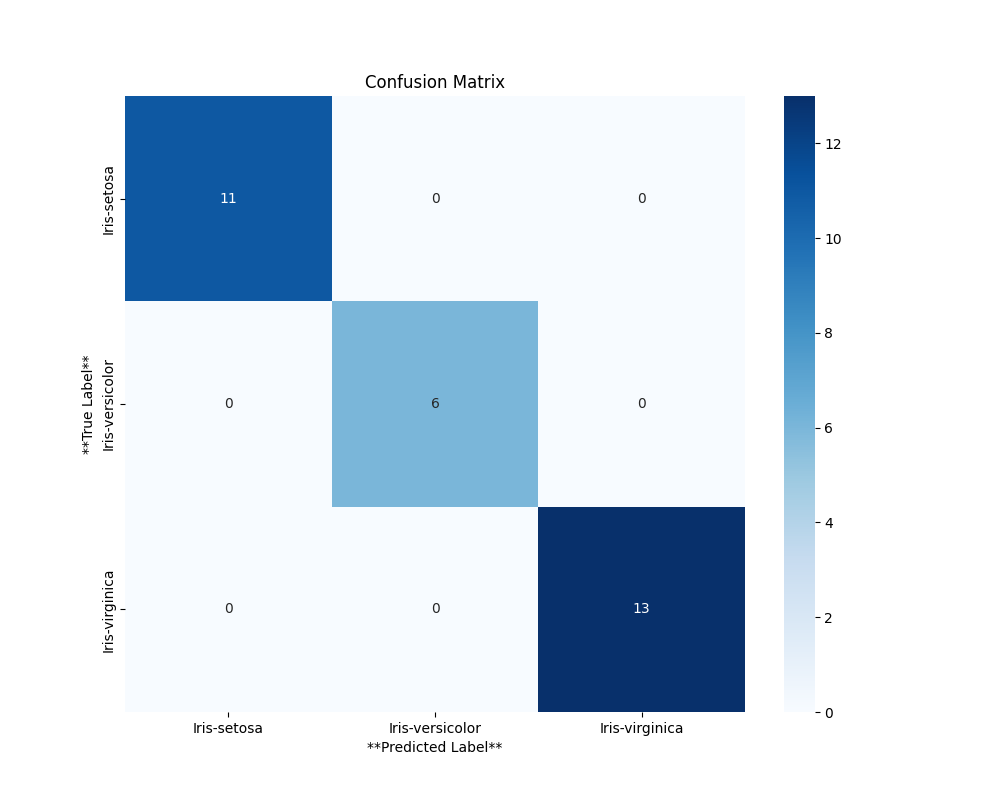 Confusion Matrix
**True Label**
Iris-setosa
11 0 0
Iris-versicolor
0 6 0
Iris-virginica
0 0 13
Iris-setosa Iris-versicolor Iris-virginica
**Predicted Label**
12
10
8
6
4
2
0